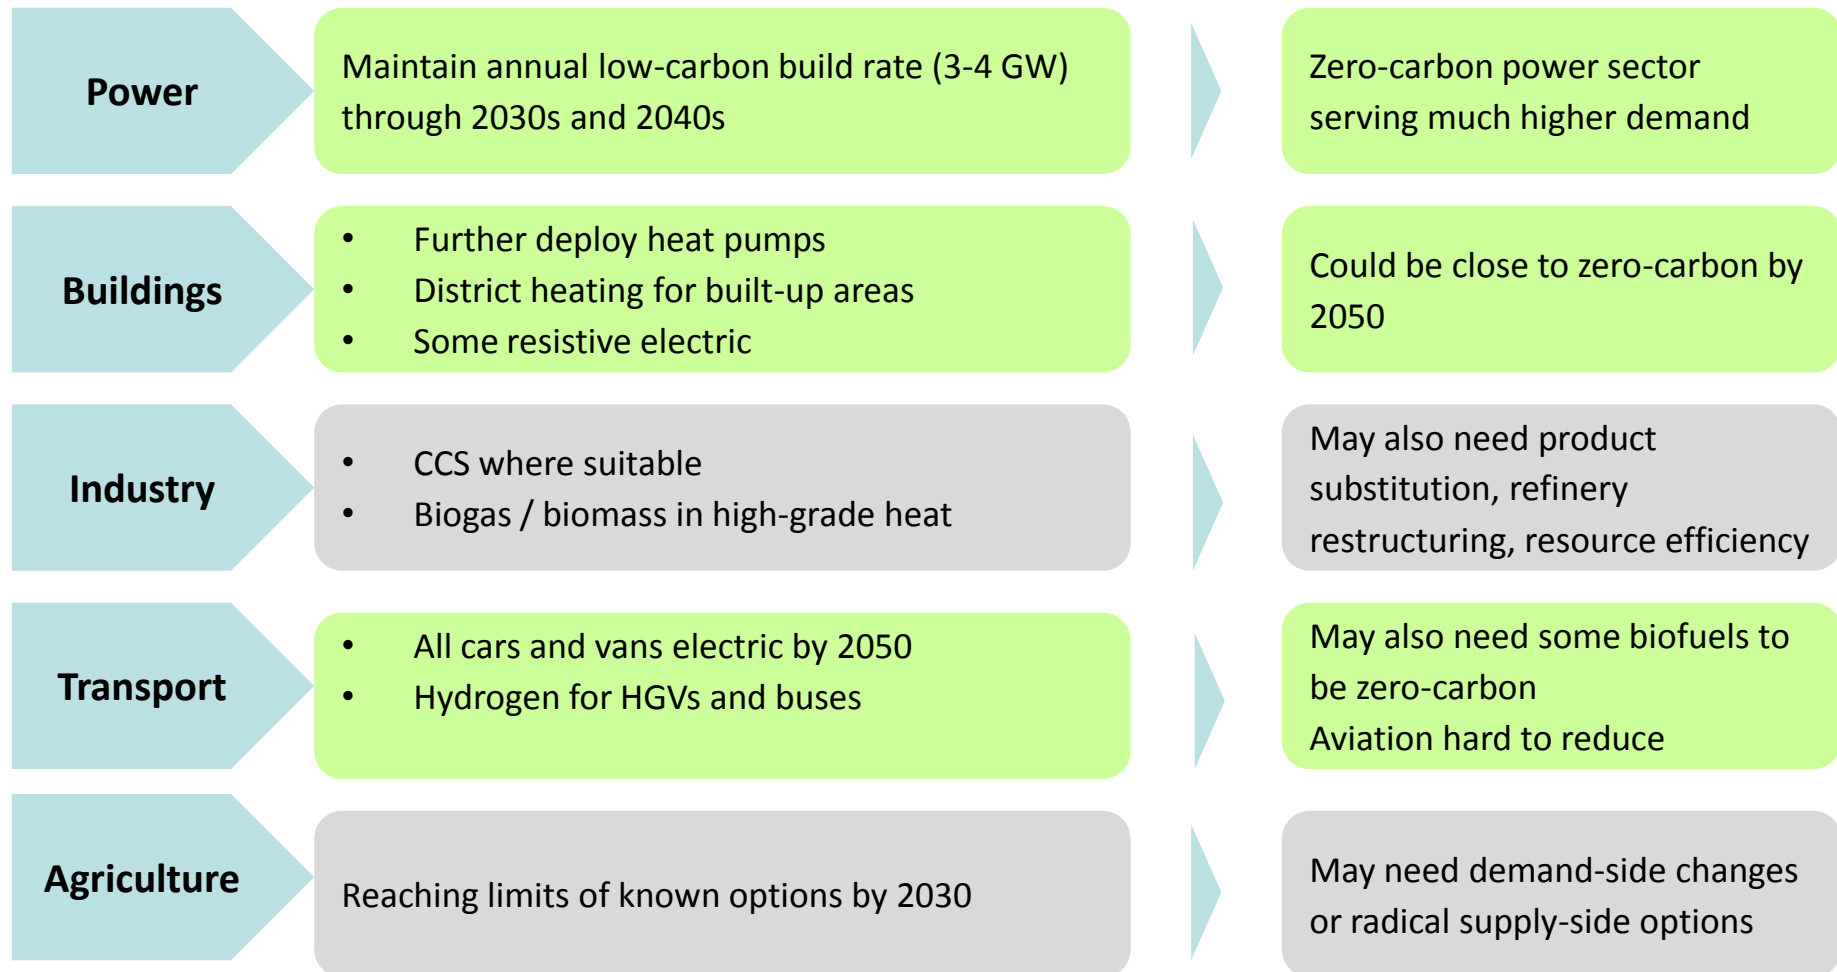 Power
Maintain annual low-carbon build rate (3-4 GW)
through 2030s and 2040s
Zero-carbon power sector
serving much higher demand
Buildings
• Further deploy heat pumps
• District heating for built-up areas
• Some resistive electric
Could be close to zero-carbon by
2050
Industry
• CCS where suitable
• Biogas / biomass in high-grade heat
May also need product
substitution, refinery
restructuring, resource efficiency
Transport
• All cars and vans electric by 2050
• Hydrogen for HGVs and buses
May also need some biofuels to
be zero-carbon
Aviation hard to reduce
Agriculture
Reaching limits of known options by 2030
May need demand-side changes
or radical supply-side options